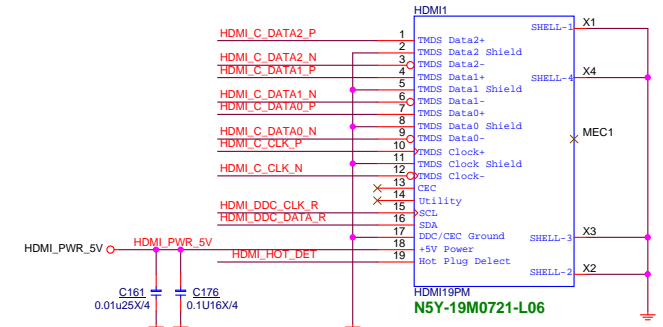 HDMI1
HDMI_C_DATA2_P 1 TMDS Data2+ SHELL-1 X1
2 TMDS Data2 Shield
HDMI_C_DATA2_N 3 TMDS Data2-
HDMI_C_DATA1_P 4 TMDS Data1+ SHELL-4 X4
5 TMDS Data1 Shield
HDMI_C_DATA1_N 6 TMDS Data1-
HDMI_C_DATA0_P 7 TMDS Data0+
8 TMDS Data0 Shield
HDMI_C_DATA0_N 9 TMDS Data0- MEC1
HDMI_C_CLK_P 10 TMDS Clock+
11 TMDS Clock Shield
HDMI_C_CLK_N 12 TMDS Clock-
13 CEC
14 Utility
HDMI_DDC_CLK_R 15 SCL
HDMI_DDC_DATA_R 16 SDA
17 DDC/CEC Ground SHELL-3 X3
HDMI_PWR_5V HDMI_PWR_5V 18 +5V Power
HDMI_HOT_DET 19 Hot Plug Delect
SHELL-2 X2
C161 C176 HDMI19PM
0.01u25X/4 0.1U16X/4 N5Y-19M0721-L06